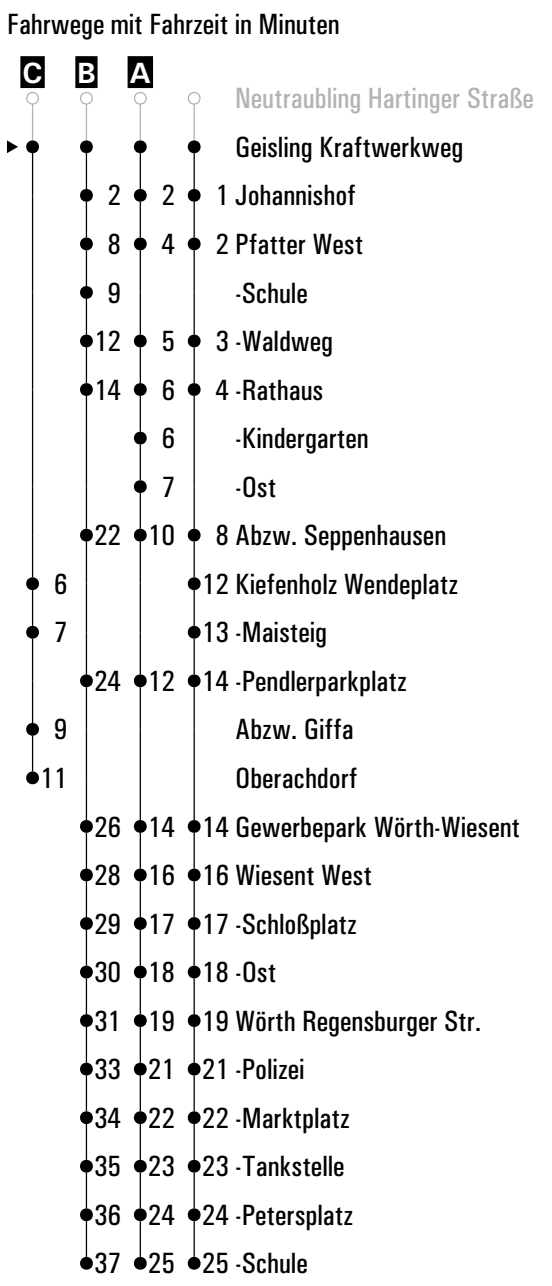 Fahrwege mit Fahrzeit in Minuten
C B A
Neutraubling Hartinger Straße
Geisling Kraftwerkweg
2 2 1 Johannishof
8 4 2 Pfatter West
9 -Schule
12 5 3 -Waldweg
14 6 4 -Rathaus
6 -Kindergarten
7 -Ost
22 10 8 Abzw. Seppenhausen
6 12 Kiefenholz Wendeplatz
7 13 -Maisteig
24 12 14 -Pendlerparkplatz
9 Abzw. Giffa
11 Oberachdorf
26 14 14 Gewerbepark Wörth-Wiesent
28 16 16 Wiesent West
29 17 17 -Schloßplatz
30 18 18 -Ost
31 19 19 Wörth Regensburger Str.
33 21 21 -Polizei
34 22 22 -Marktplatz
35 23 23 -Tankstelle
36 24 24 -Petersplatz
37 25 25 -Schule